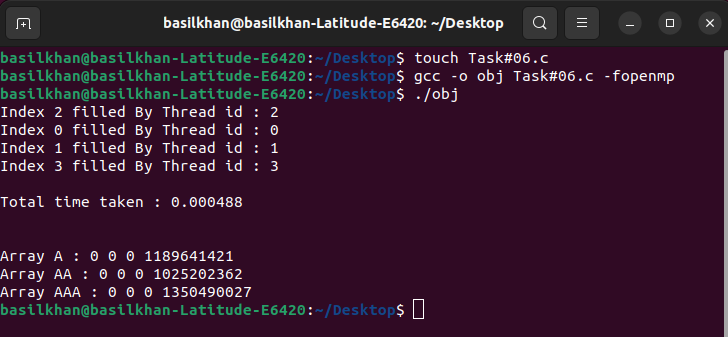 basilkhan@basilkhan-Latitude-E6420: ~/Desktop
basilkhan@basilkhan-Latitude-E6420:~/Desktop$ touch Task#06.c
basilkhan@basilkhan-Latitude-E6420:~/Desktop$ gcc -o obj Task#06.c -fopenmp
basilkhan@basilkhan-Latitude-E6420:~/Desktop$ ./obj
Index 2 filled By Thread id : 2
Index 0 filled By Thread id : 0
Index 1 filled By Thread id : 1
Index 3 filled By Thread id : 3
Total time taken : 0.000488
Array A : 0 0 0 1189641421
Array AA : 0 0 0 1025202362
Array AAA : 0 0 0 1350490027
basilkhan@basilkhan-Latitude-E6420:~/Desktop$